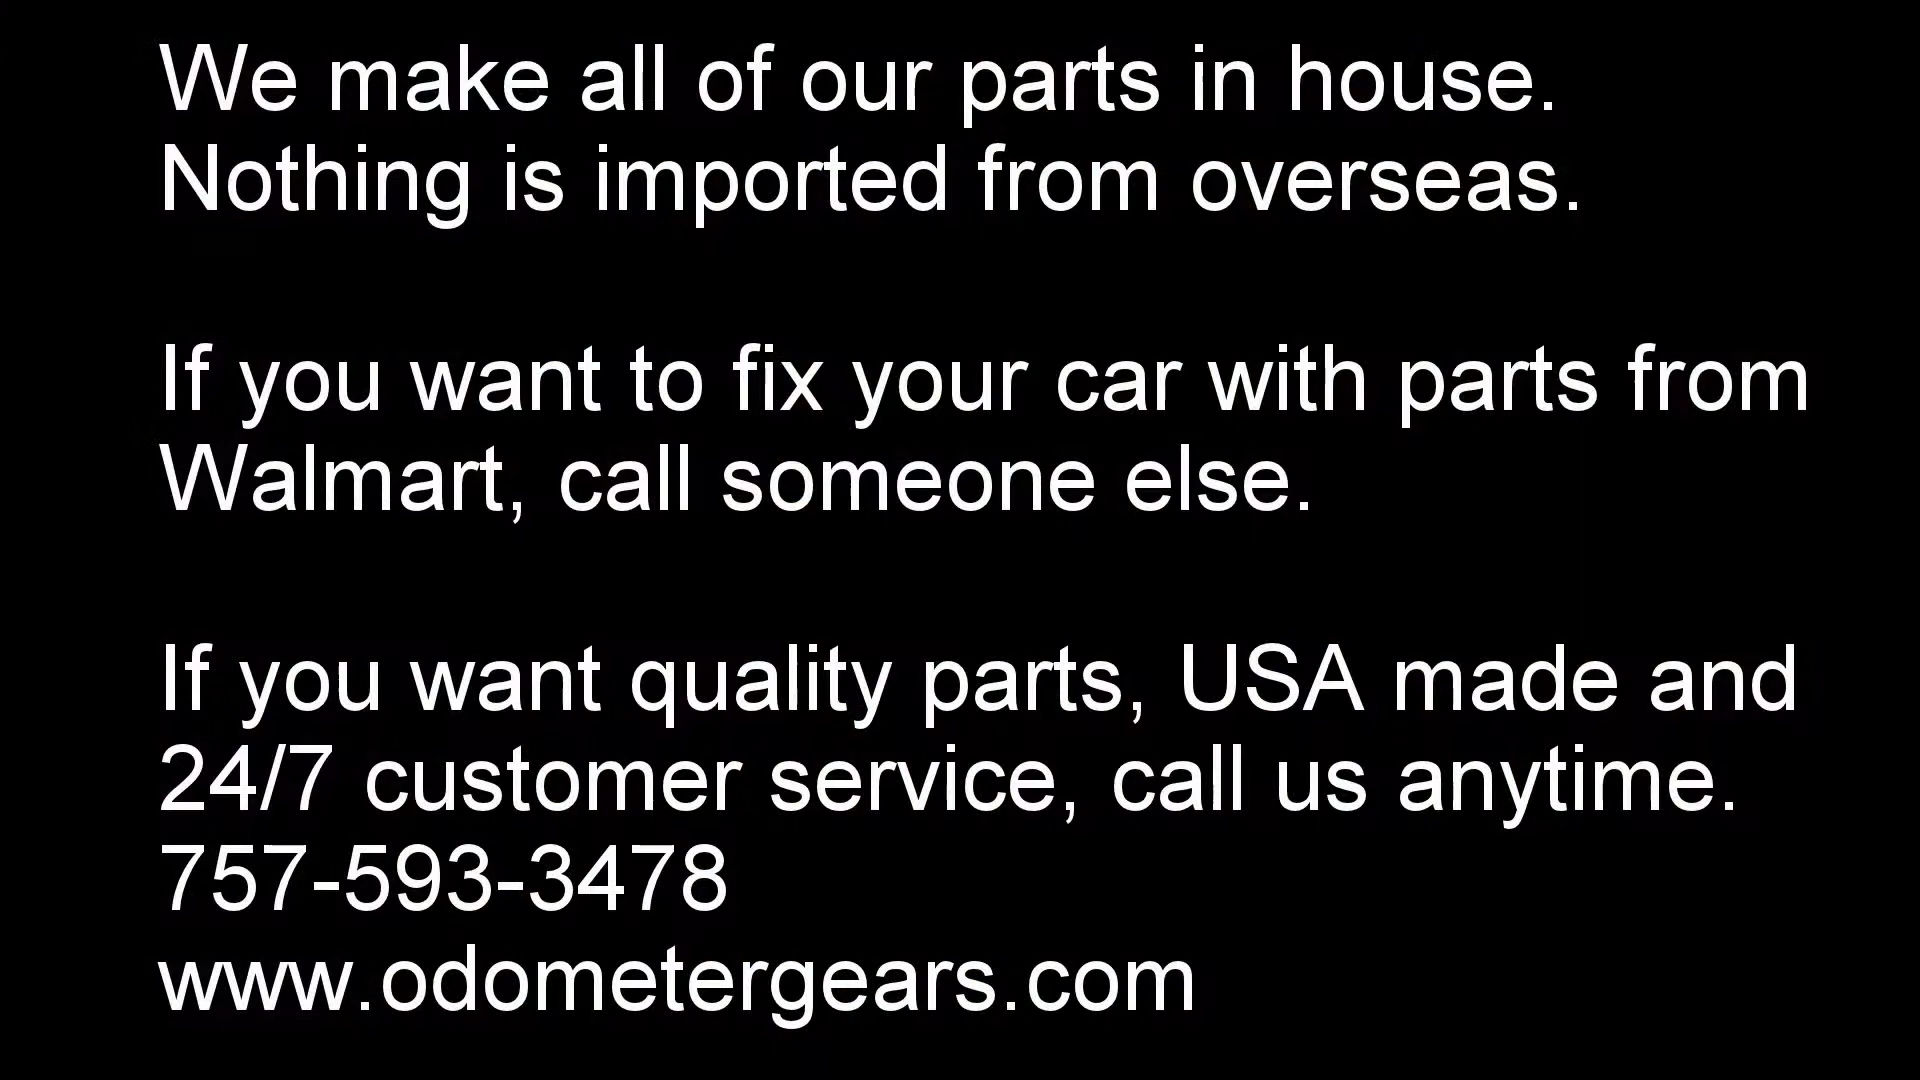 We make all of our parts in house.
Nothing is imported from overseas.
If you want to fix your car with parts from
Walmart, call someone else.
If you want quality parts, USA made and
24/7 customer service, call us anytime.
757-593-3478
www.odometergears.com